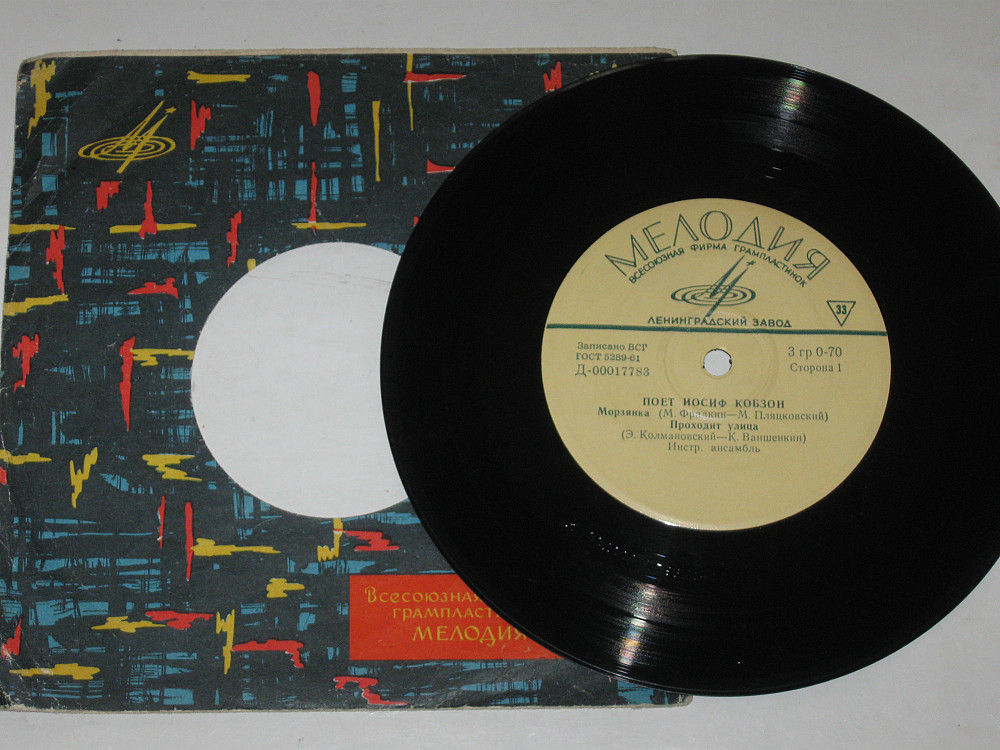 Всесоюзная
грампласт
МЕЛОДИЯ
МЕЛОДИЯ
ВСЕСОЮЗНАЯ ФИРМА ГРАМПЛАСТИНОК
ЛЕНИНГРАДСКИЙ ЗАВОД
33
Записано ВСГ
ГОСТ 5289-61
Д-00017783
3 гр 0-70
Сторона 1
ПОЕТ ИОСИФ КОБЗОН
Морзянка (М. Фрадкин—М. Пляцковский)
Проходит улица
(Э. Колмановский—К. Ваншенкин)
Инстр. ансамбль